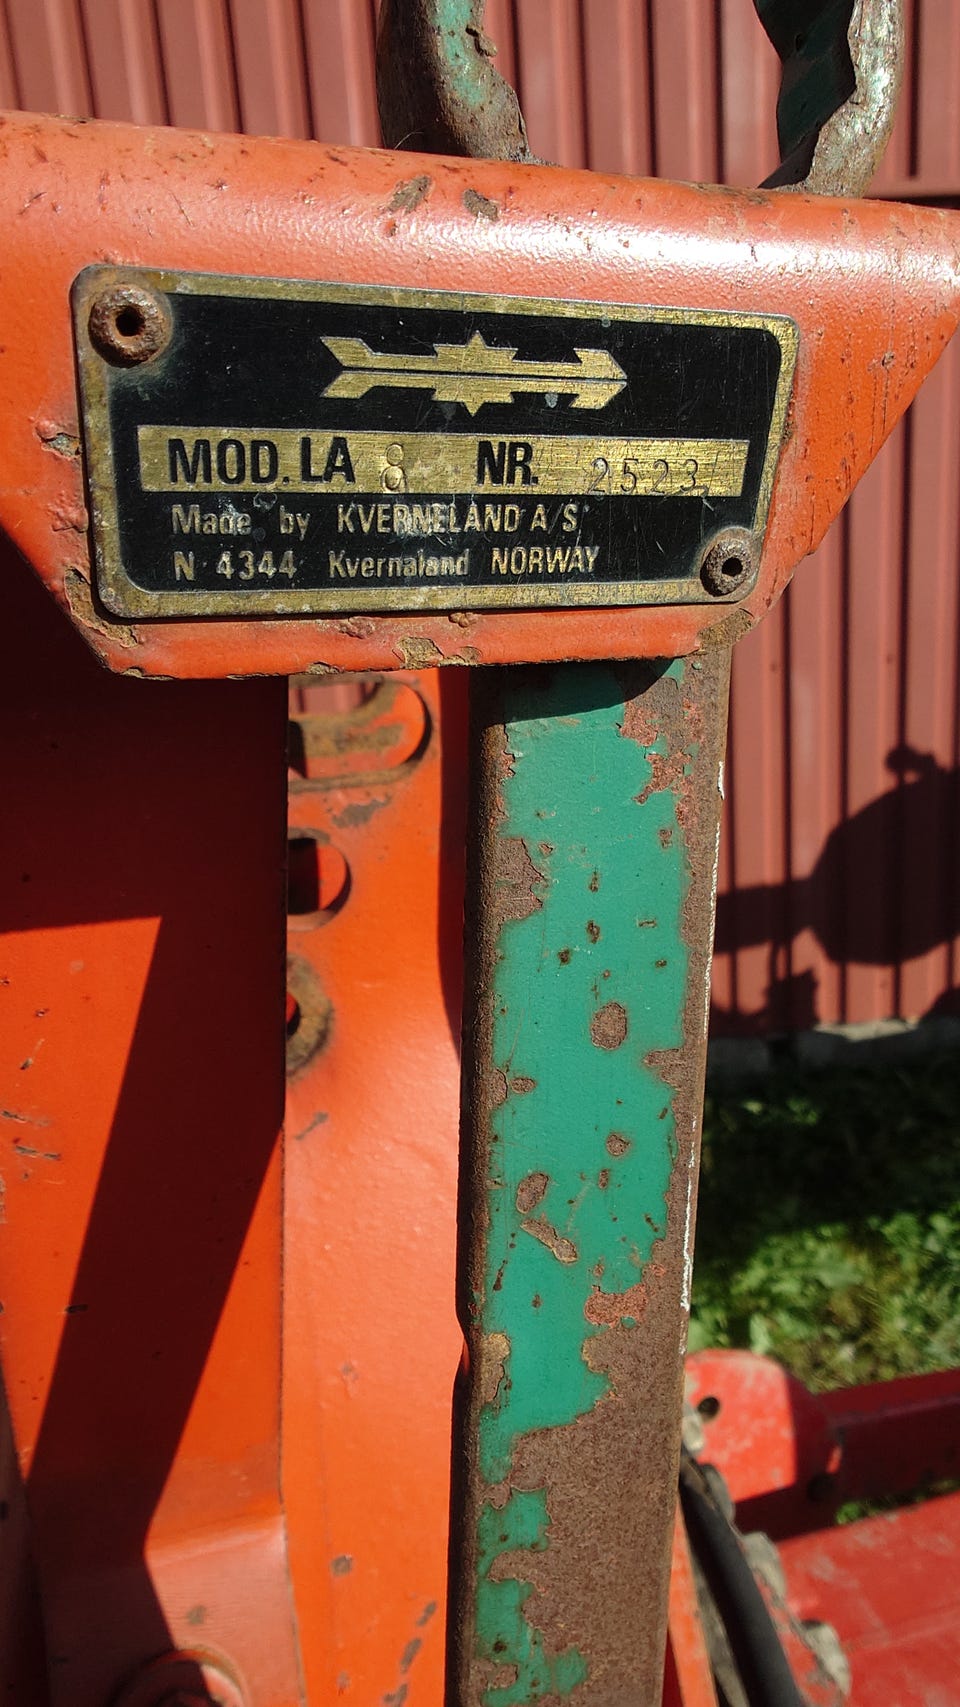 MOD. LA 8 NR. 2523
Made by KVERNELAND A/S
N 4344 Kvernaland NORWAY